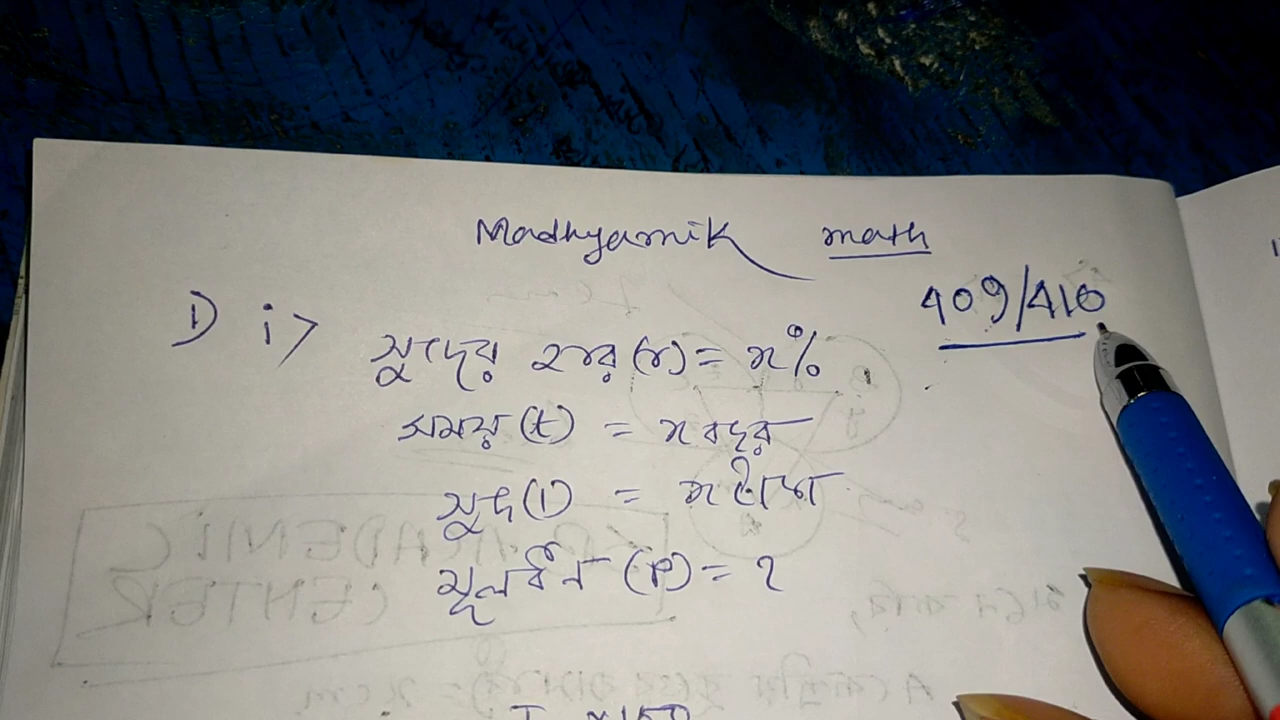 Madhyamik math
409/410
1) i> সুদের হার (r) = x%
সময় (t) = x বছর
সুদ (I) = x টাকা
মূলধন (P) = ?